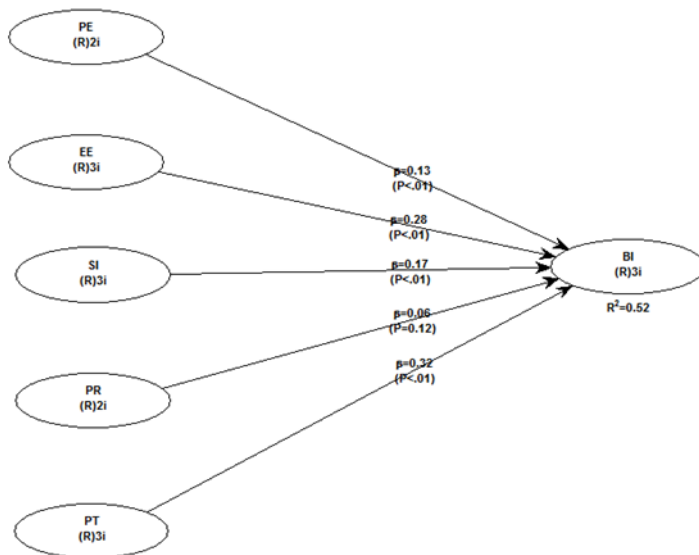 PE
(R)2i
EE
(R)3i
SI
(R)3i
PR
(R)2i
PT
(R)3i
β=0.13
(P<.01)
β=0.28
(P<.01)
β=0.17
(P<.01)
β=0.06
(P=0.12)
β=0.32
(P<.01)
BI
(R)3i
R²=0.52